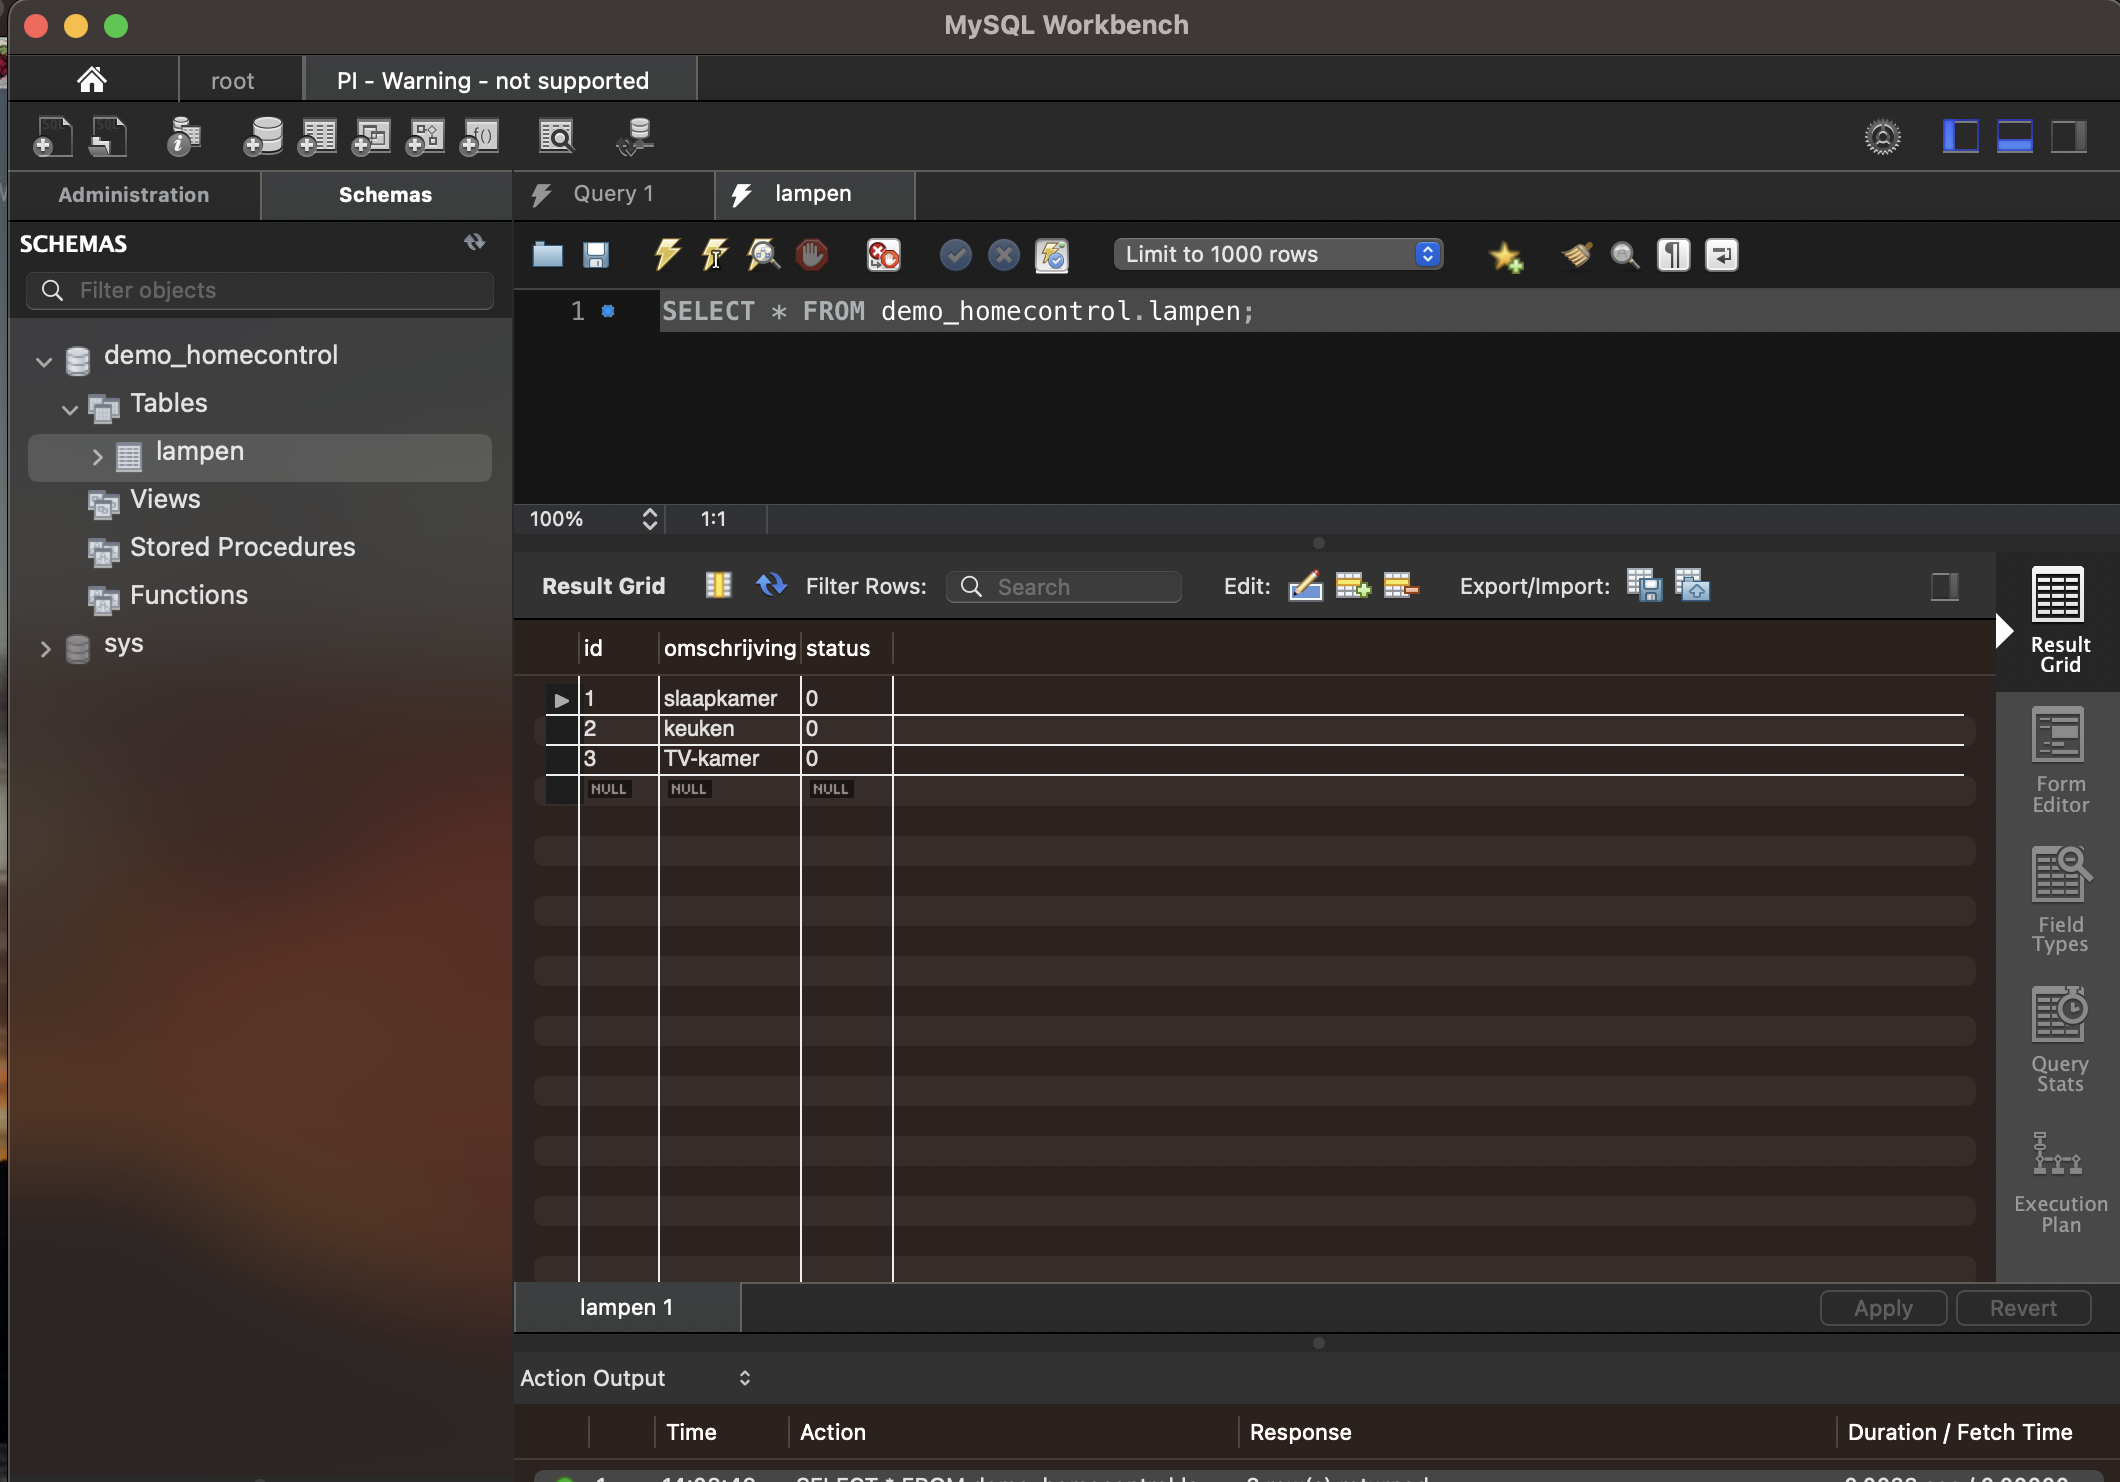 MySQL Workbench
root
PI - Warning - not supported
Administration
Schemas
Query 1
lampen
SCHEMAS
Filter objects
Limit to 1000 rows
1
SELECT * FROM demo_homecontrol.lampen;
demo_homecontrol
Tables
lampen
Views
Stored Procedures
Functions
sys
100%
1:1
Result Grid
Filter Rows:
Search
Edit:
Export/Import:
id omschrijving status
1 slaapkamer 0
2 keuken 0
3 TV-kamer 0
NULL NULL NULL
Result
Grid
Form
Editor
Field
Types
Query
Stats
Execution
Plan
lampen 1
Apply
Revert
Action Output
Time Action Response Duration / Fetch Time